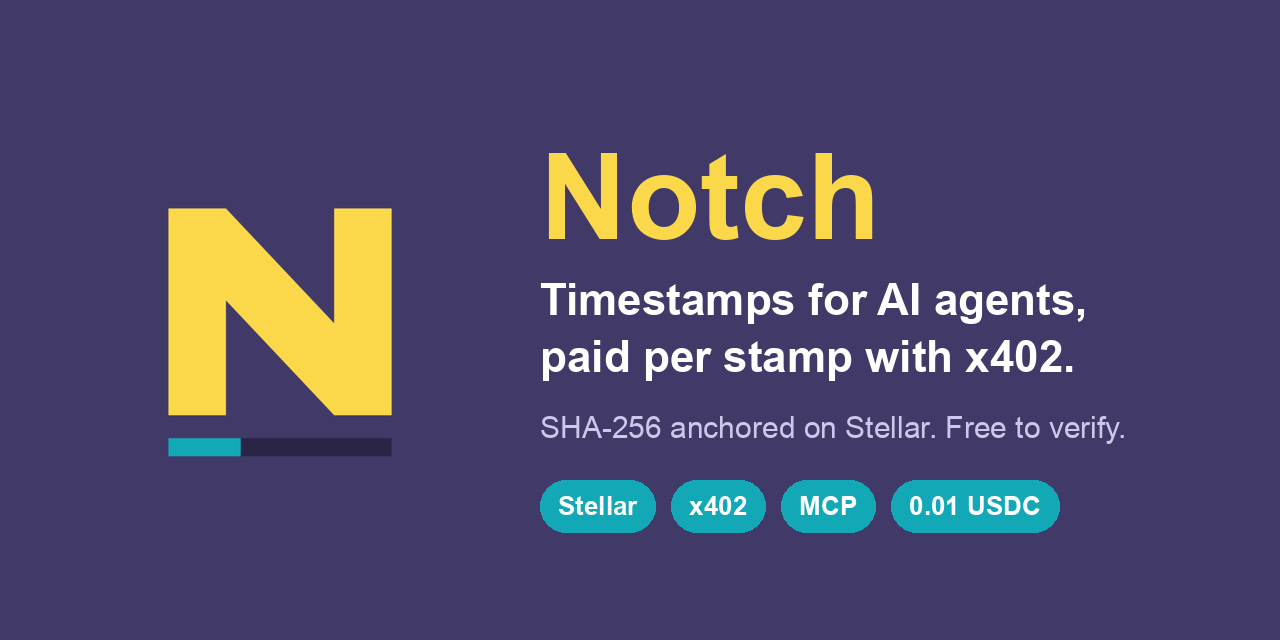 N
Notch
Timestamps for AI agents,
paid per stamp with x402.
SHA-256 anchored on Stellar. Free to verify.
Stellar x402 MCP 0.01 USDC